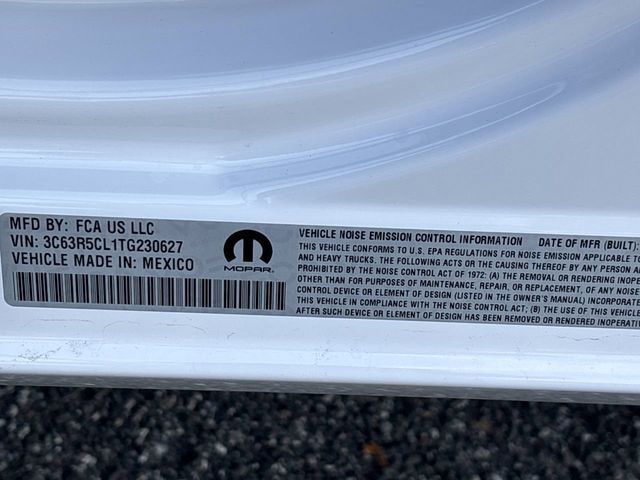 MFD BY: FCA US LLC
VIN: 3C63R5CL1TG230627
VEHICLE MADE IN: MEXICO
MOPAR
VEHICLE NOISE EMISSION CONTROL INFORMATION DATE OF MFR (BUILT):
THIS VEHICLE CONFORMS TO U.S. EPA REGULATIONS FOR NOISE EMISSION APPLICABLE TO
AND HEAVY TRUCKS. THE FOLLOWING ACTS OR THE CAUSING THEREOF BY ANY PERSON A
PROHIBITED BY THE NOISE CONTROL ACT OF 1972: (A) THE REMOVAL OR RENDERING INOPE
OTHER THAN FOR PURPOSES OF MAINTENANCE, REPAIR, OR REPLACEMENT, OF ANY NOISE
CONTROL DEVICE OR ELEMENT OF DESIGN (LISTED IN THE OWNER'S MANUAL) INCORPORAT
THIS VEHICLE IN COMPLIANCE WITH THE NOISE CONTROL ACT; (B) THE USE OF THIS VEHICLE
AFTER SUCH DEVICE OR ELEMENT OF DESIGN HAS BEEN REMOVED OR RENDERED INOPERATI